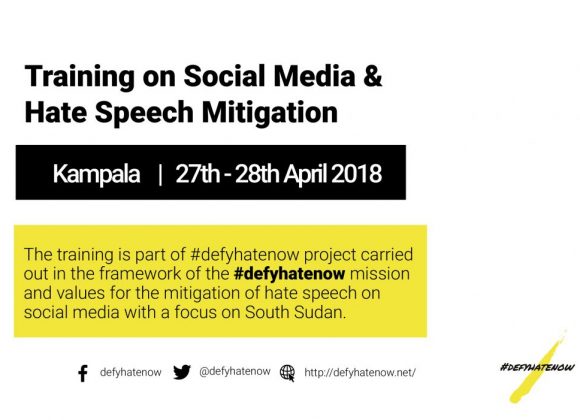 Training on Social Media &
Hate Speech Mitigation
Kampala | 27th - 28th April 2018
The training is part of #defyhatenow project carried
out in the framework of the #defyhatenow mission
and values for the mitigation of hate speech on
social media with a focus on South Sudan.
defyhatenow @defyhatenow http://defyhatenow.net/
#DEFYHATENOW